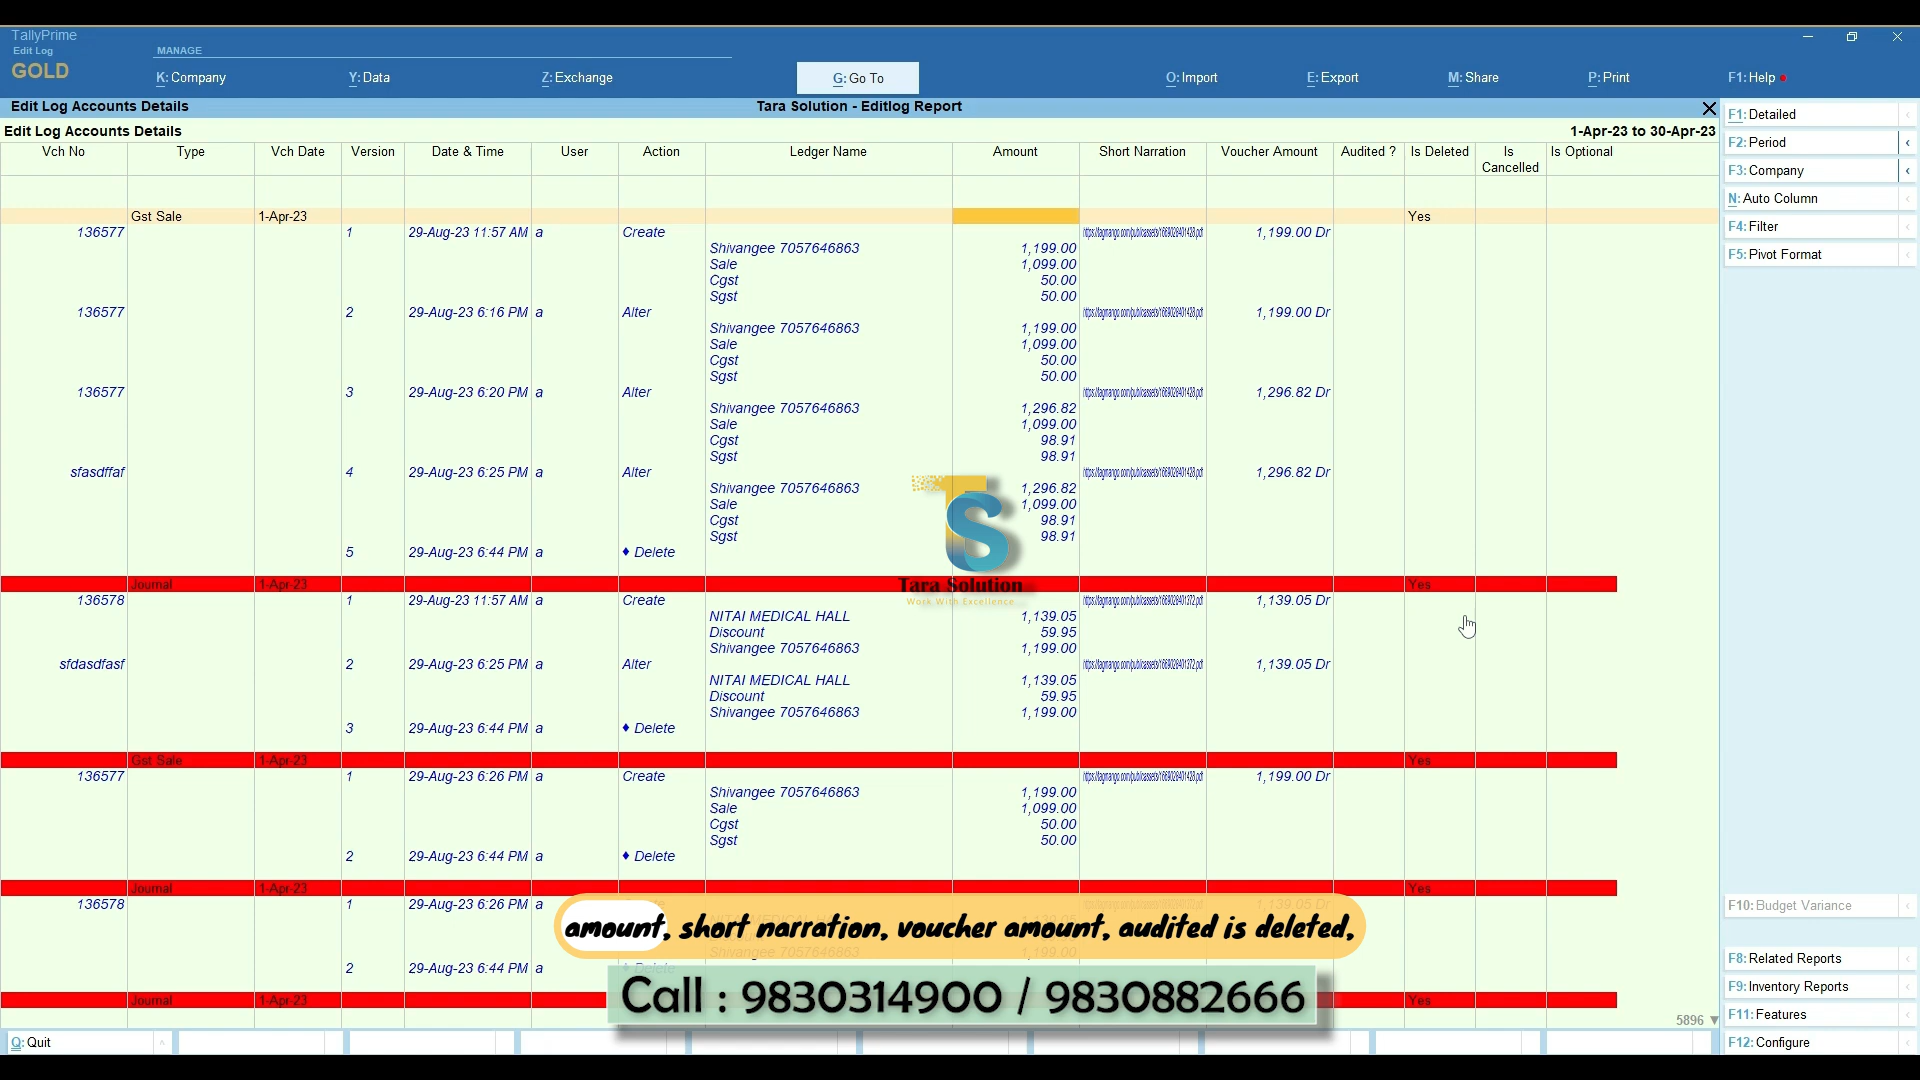 TallyPrime
Edit Log
GOLD
MANAGE
K: Company
Y: Data
Z: Exchange
G: Go To
O: Import
E: Export
M: Share
P: Print
F1: Help
Edit Log Accounts Details
Tara Solution - Editlog Report
Edit Log Accounts Details
1-Apr-23 to 30-Apr-23
Vch No Type Vch Date Version Date & Time User Action Ledger Name Amount Short Narration Voucher Amount Audited ? Is Deleted Is Cancelled Is Optional
Gst Sale 1-Apr-23 Yes
136577 1 29-Aug-23 11:57 AM a Create 1,199.00 Dr
Shivangee 7057646863 1,199.00
Sale 1,099.00
Cgst 50.00
Sgst 50.00
136577 2 29-Aug-23 6:16 PM a Alter 1,199.00 Dr
Shivangee 7057646863 1,199.00
Sale 1,099.00
Cgst 50.00
Sgst 50.00
136577 3 29-Aug-23 6:20 PM a Alter 1,296.82 Dr
Shivangee 7057646863 1,296.82
Sale 1,099.00
Cgst 98.91
Sgst 98.91
sfasdffaf 4 29-Aug-23 6:25 PM a Alter 1,296.82 Dr
Shivangee 7057646863 1,296.82
Sale 1,099.00
Cgst 98.91
Sgst 98.91
5 29-Aug-23 6:44 PM a ♦ Delete
TS
Tara Solution
Work With Excellence
Journal 1-Apr-23 Yes
136578 1 29-Aug-23 11:57 AM a Create 1,139.05 Dr
NITAI MEDICAL HALL 1,139.05
Discount 59.95
Shivangee 7057646863 1,199.00
sfdasdfasf 2 29-Aug-23 6:25 PM a Alter 1,139.05 Dr
NITAI MEDICAL HALL 1,139.05
Discount 59.95
Shivangee 7057646863 1,199.00
3 29-Aug-23 6:44 PM a ♦ Delete
Gst Sale 1-Apr-23 Yes
136577 1 29-Aug-23 6:26 PM a Create 1,199.00 Dr
Shivangee 7057646863 1,199.00
Sale 1,099.00
Cgst 50.00
Sgst 50.00
2 29-Aug-23 6:44 PM a ♦ Delete
Journal 1-Apr-23 Yes
136578 1 29-Aug-23 6:26 PM a
amount, short narration, voucher amount, audited is deleted,
2 29-Aug-23 6:44 PM a
Call : 9830314900 / 9830882666
Journal 1-Apr-23 Yes
5896
Q: Quit
F1: Detailed
F2: Period
F3: Company
N: Auto Column
F4: Filter
F5: Pivot Format
F10: Budget Variance
F8: Related Reports
F9: Inventory Reports
F11: Features
F12: Configure